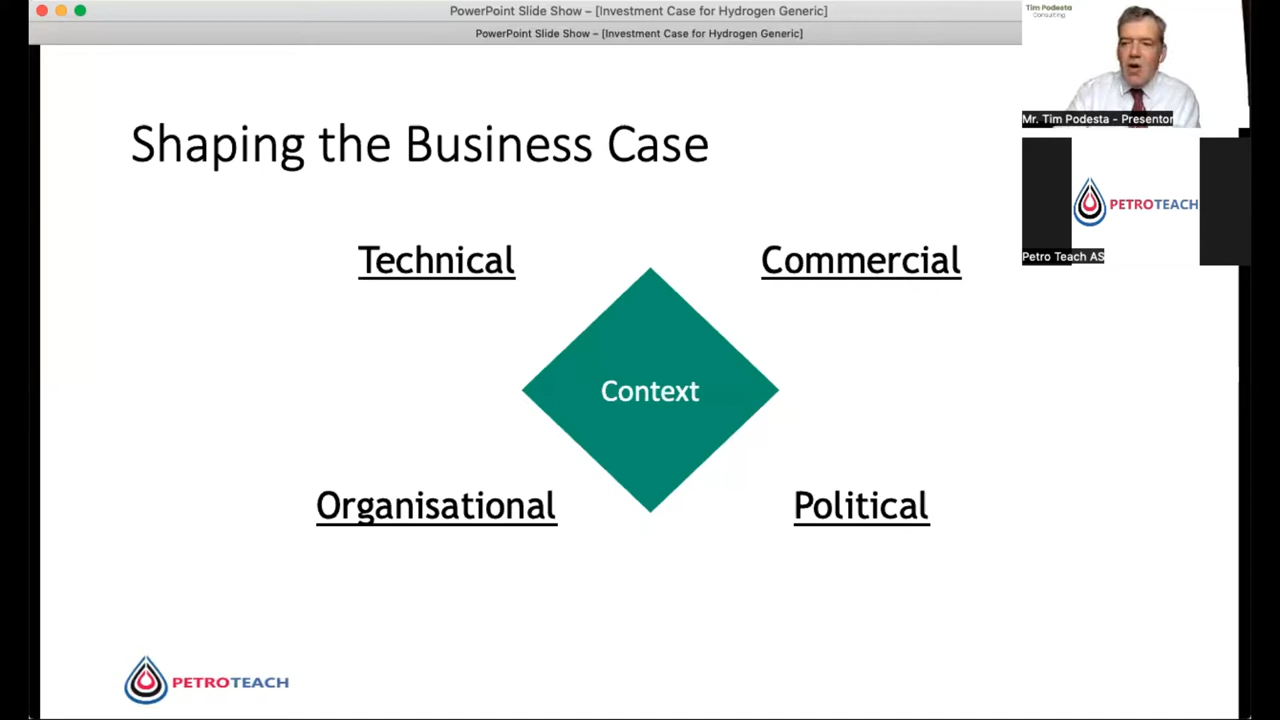 PowerPoint Slide Show – [Investment Case for Hydrogen Generic]
PowerPoint Slide Show – [Investment Case for Hydrogen Generic]
Tim Podesta
Consulting
Mr. Tim Podesta - Presentor
PETROTEACH
Petro Teach AS
Shaping the Business Case
Technical
Commercial
Context
Organisational
Political
PETROTEACH